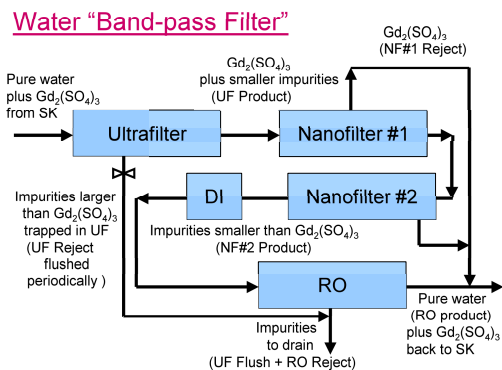 Water “Band-pass Filter”
Gd₂(SO₄)₃
(NF#1 Reject)
Pure water
plus Gd₂(SO₄)₃
from SK
Gd₂(SO₄)₃
plus smaller impurities
(UF Product)
Ultrafilter
Nanofilter #1
Impurities larger
than Gd₂(SO₄)₃
trapped in UF
(UF Reject
flushed
periodically )
DI
Nanofilter #2
Impurities smaller than Gd₂(SO₄)₃
(NF#2 Product)
RO
Pure water
(RO product)
plus Gd₂(SO₄)₃
back to SK
Impurities
to drain
(UF Flush + RO Reject)